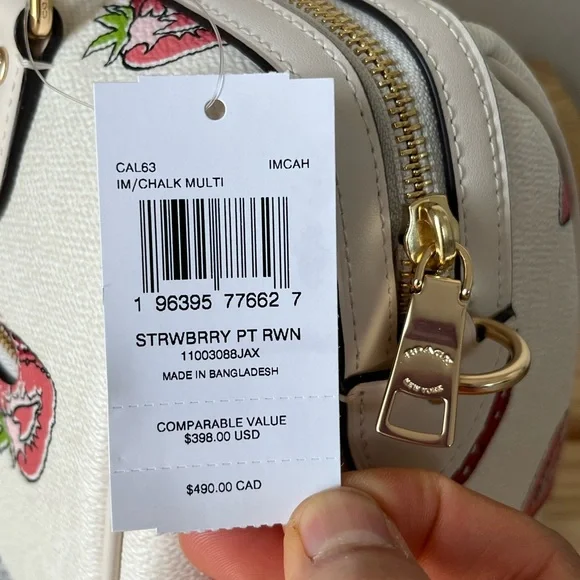 CAL63 IMCAH
IM/CHALK MULTI
1 96395 77662 7
STRWBRRY PT RWN
11003088JAX
MADE IN BANGLADESH
COMPARABLE VALUE
$398.00 USD
$490.00 CAD
COACH
NEW YORK